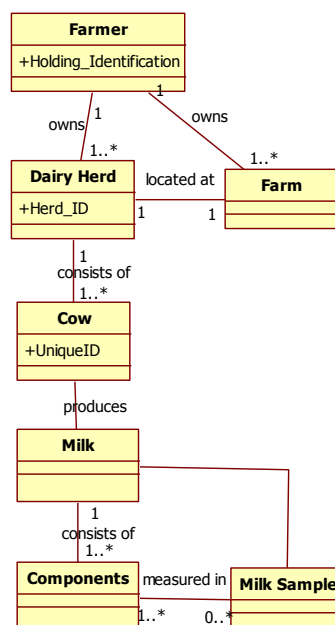 Farmer
+Holding_Identification
1
1
owns
owns
1..*
1..*
Dairy Herd
+Herd_ID
located at
1
1
Farm
1
consists of
1..*
Cow
+UniqueID
produces
Milk
1
consists of
1..*
Components
measured in
1..*
0..*
Milk Sample